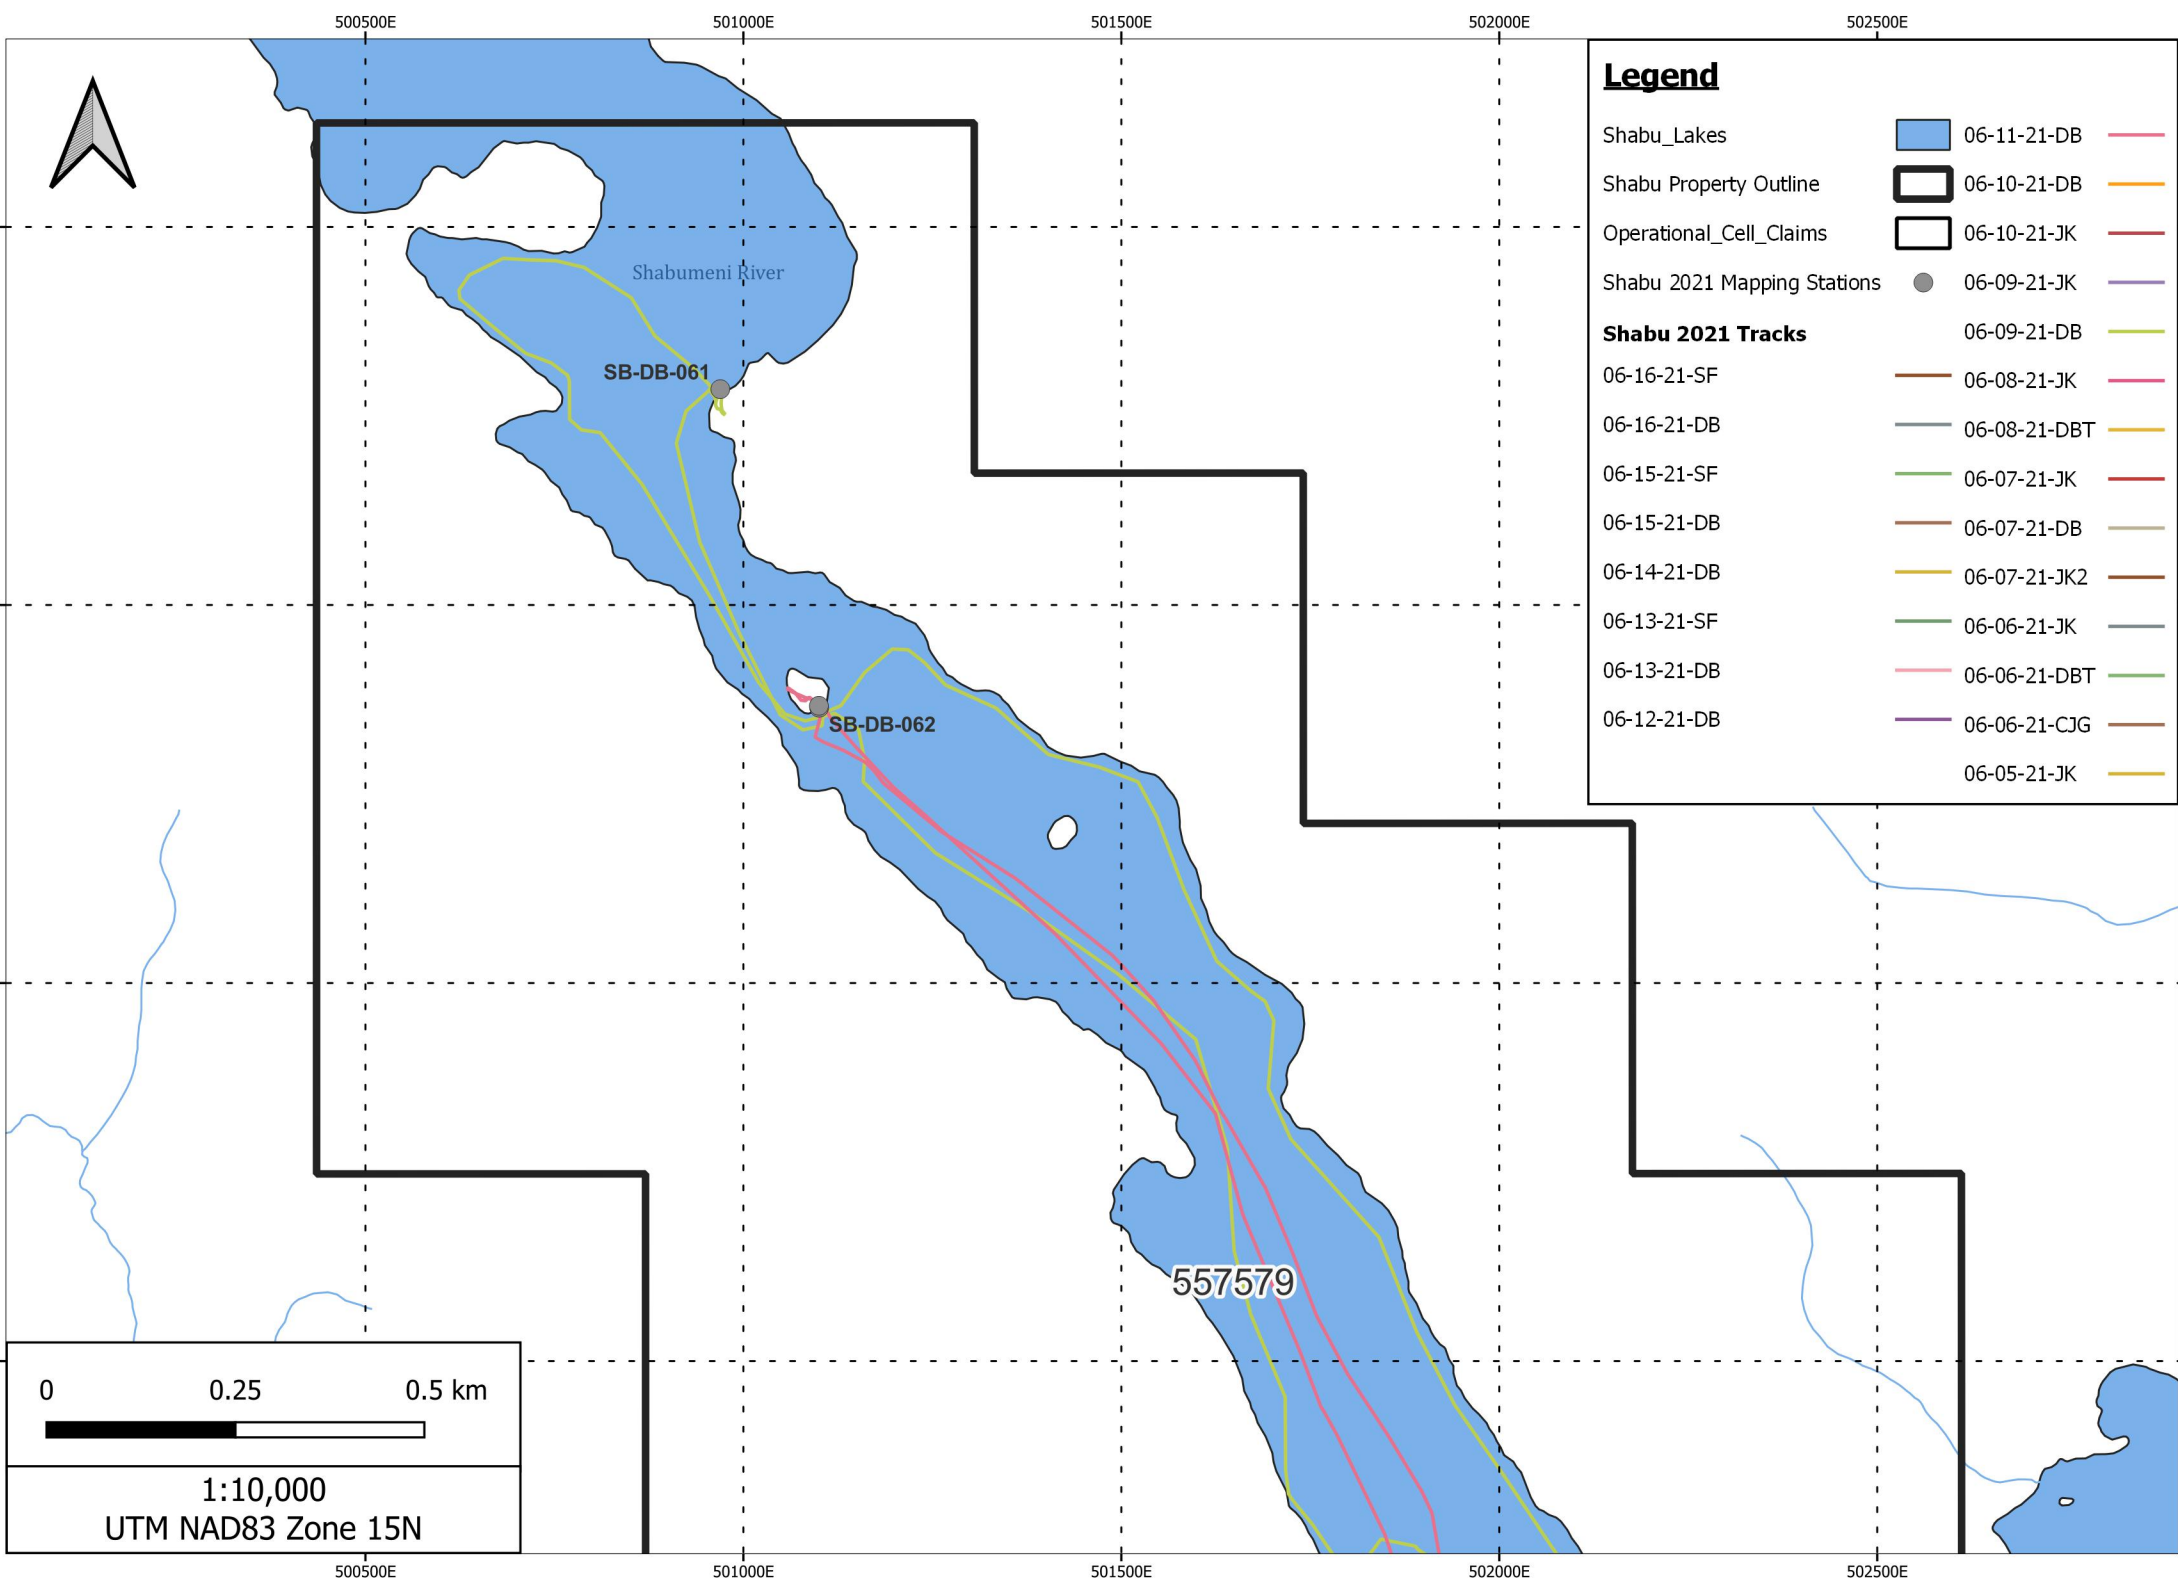 500500E 501000E 501500E 502000E 502500E
Legend
Shabu_Lakes
Shabu Property Outline
Operational_Cell_Claims
Shabu 2021 Mapping Stations
Shabu 2021 Tracks
06-16-21-SF
06-16-21-DB
06-15-21-SF
06-15-21-DB
06-14-21-DB
06-13-21-SF
06-13-21-DB
06-12-21-DB
06-11-21-DB
06-10-21-DB
06-10-21-JK
06-09-21-JK
06-09-21-DB
06-08-21-JK
06-08-21-DBT
06-07-21-JK
06-07-21-DB
06-07-21-JK2
06-06-21-JK
06-06-21-DBT
06-06-21-CJG
06-05-21-JK
Shabumeni River
SB-DB-061
SB-DB-062
557579
0 0.25 0.5 km
1:10,000
UTM NAD83 Zone 15N
500500E 501000E 501500E 502000E 502500E